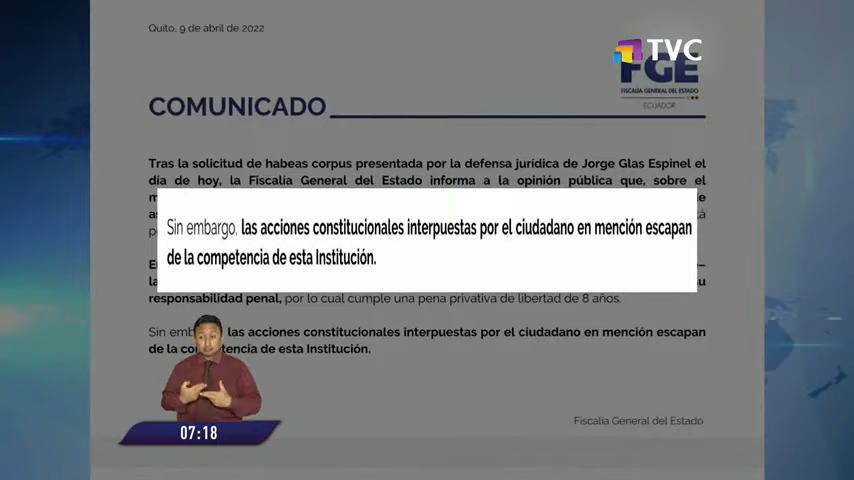 Quito, 9 de abril de 2022
TVC
FGE
FISCALÍA GENERAL DEL ESTADO
ECUADOR
COMUNICADO
Tras la solicitud de habeas corpus presentada por la defensa jurídica de Jorge Glas Espinel el
día de hoy, la Fiscalía General del Estado informa a la opinión pública que, sobre el
Sin embargo, las acciones constitucionales interpuestas por el ciudadano en mención escapan
de la competencia de esta Institución.
responsabilidad penal, por lo cual cumple una pena privativa de libertad de 8 años.
Sin las acciones constitucionales interpuestas por el ciudadano en mención escapan
de la esta Institución.
Fiscalía General del Estado
07:18